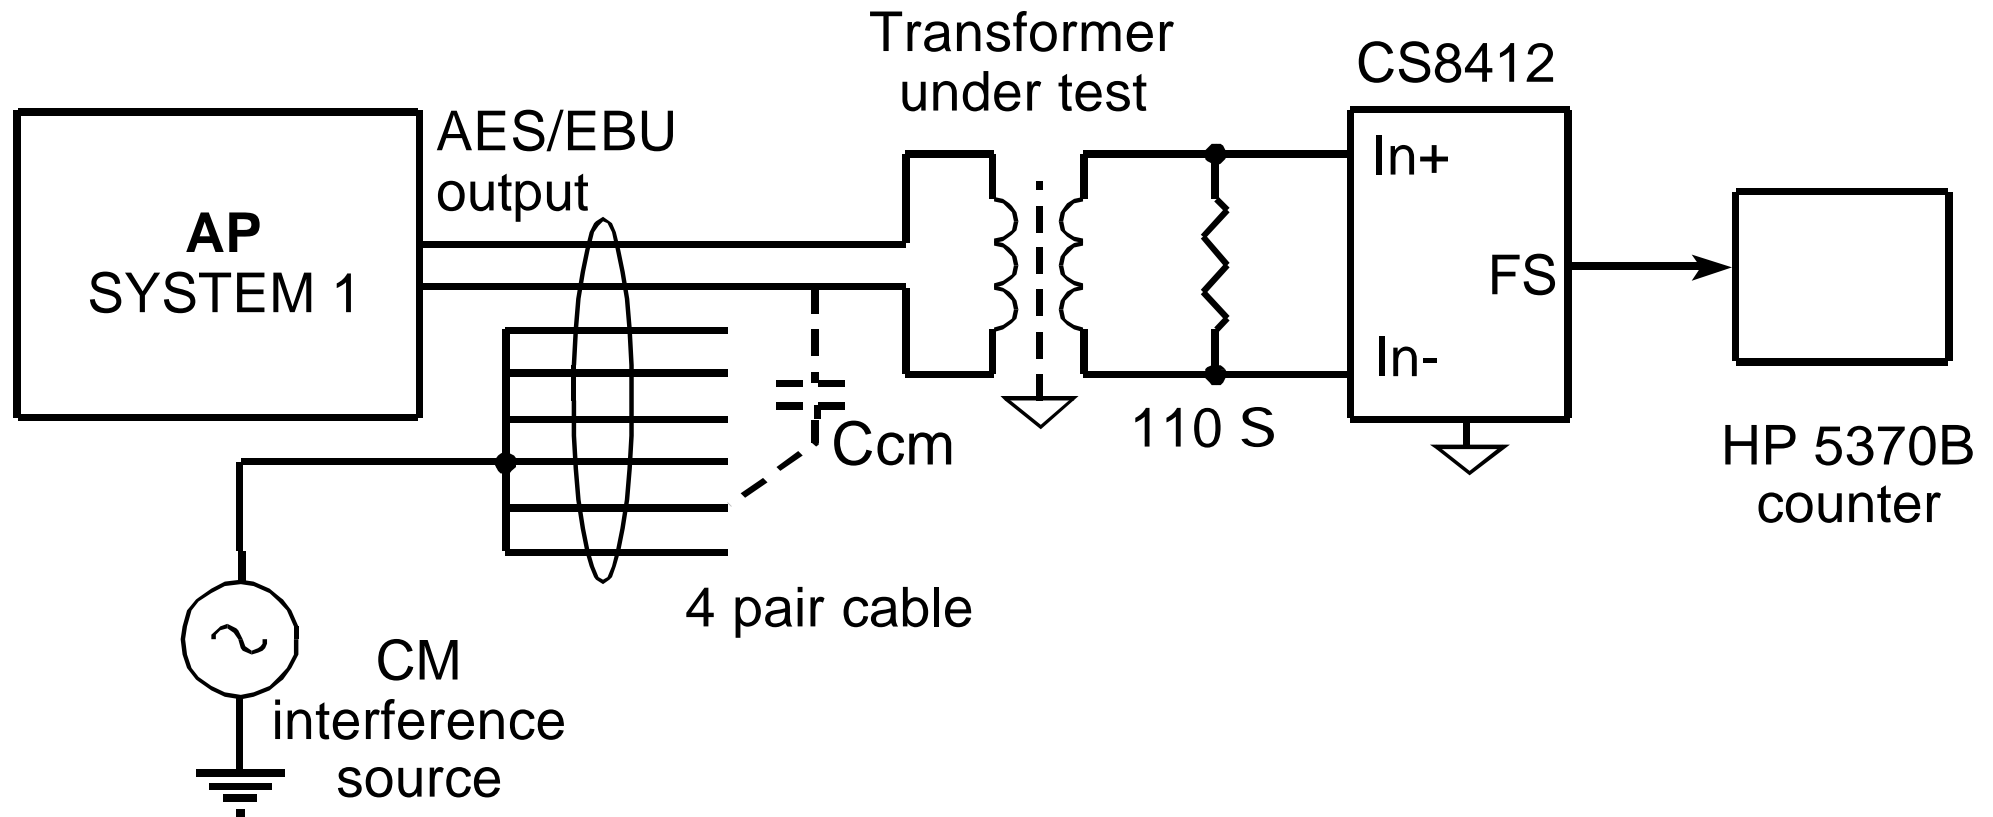 Transformer
under test
CS8412
AES/EBU
output
AP
SYSTEM 1
In+
FS
In-
110 S
Ccm
HP 5370B
counter
4 pair cable
CM
interference
source